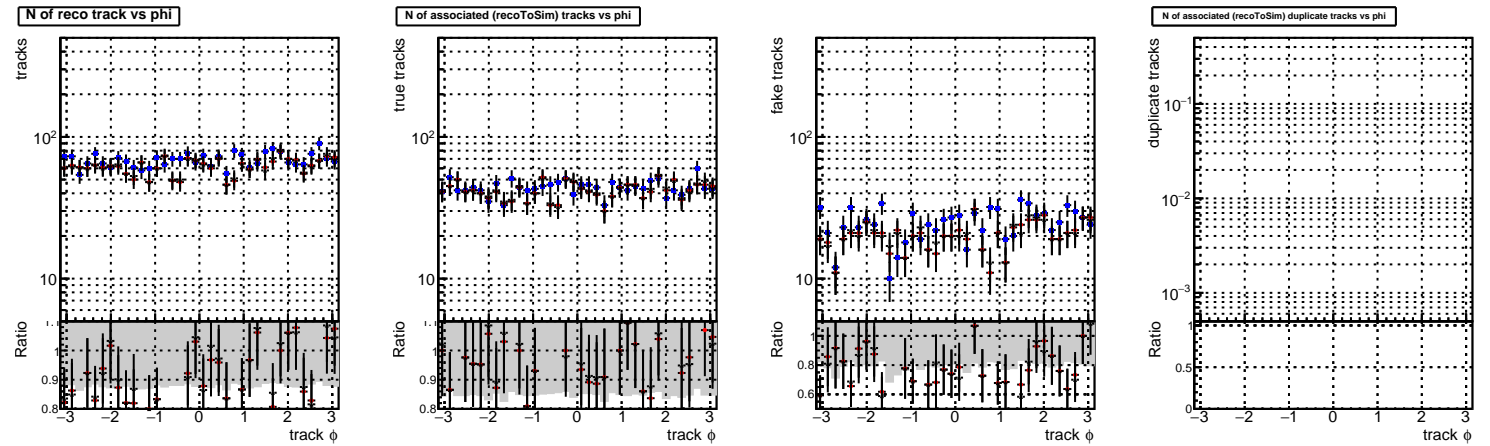 N of reco track vs phi
tracks
10²
10
Ratio
1.1
1
0.9
0.8
−3 −2 −1 0 1 2 3
track ϕ
N of associated (recoToSim) tracks vs phi
true tracks
10²
10
Ratio
1.1
1
0.9
0.8
−3 −2 −1 0 1 2 3
track ϕ
fake tracks
10²
10
Ratio
1
0.8
0.6
−3 −2 −1 0 1 2 3
track ϕ
N of associated (recoToSim) duplicate tracks vs phi
duplicate tracks
10⁻¹
10⁻²
10⁻³
Ratio
1
0.5
0
−3 −2 −1 0 1 2 3
track ϕ